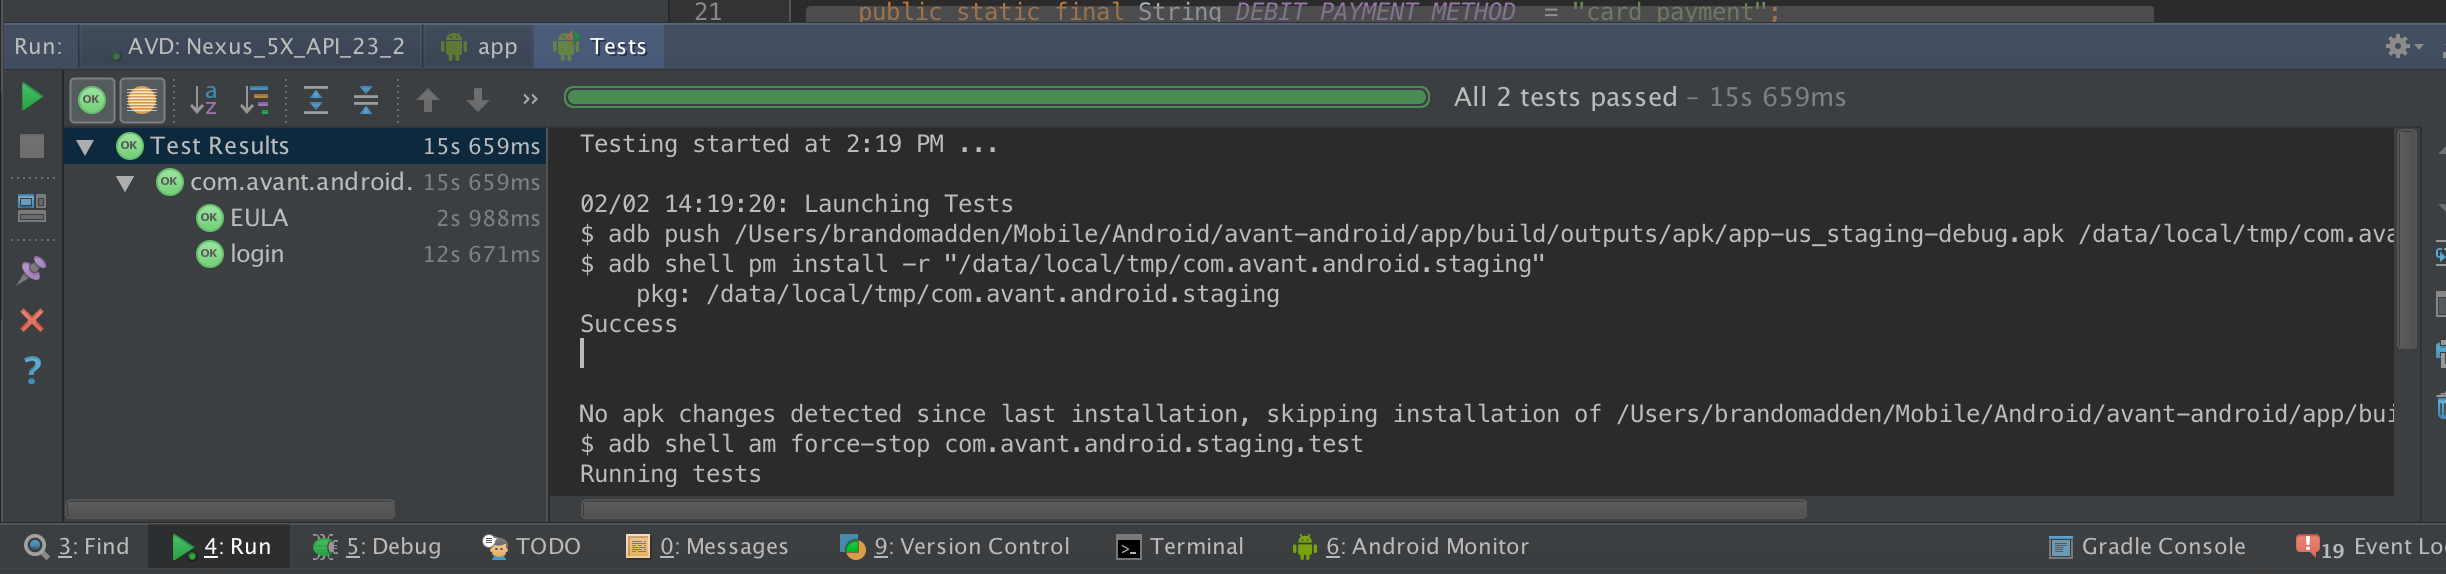 21 public static final String DEBIT_PAYMENT_METHOD = "card_payment";
Run: AVD: Nexus_5X_API_23_2 app Tests
OK a z » All 2 tests passed – 15s 659ms
OK Test Results 15s 659ms
OK com.avant.android. 15s 659ms
OK EULA 2s 988ms
OK login 12s 671ms
Testing started at 2:19 PM ...
02/02 14:19:20: Launching Tests
$ adb push /Users/brandomadden/Mobile/Android/avant-android/app/build/outputs/apk/app-us_staging-debug.apk /data/local/tmp/com.ava
$ adb shell pm install -r "/data/local/tmp/com.avant.android.staging"
pkg: /data/local/tmp/com.avant.android.staging
Success
No apk changes detected since last installation, skipping installation of /Users/brandomadden/Mobile/Android/avant-android/app/bui
$ adb shell am force-stop com.avant.android.staging.test
Running tests
?
3: Find 4: Run 5: Debug TODO 0: Messages 9: Version Control Terminal 6: Android Monitor Gradle Console 19 Event Lo